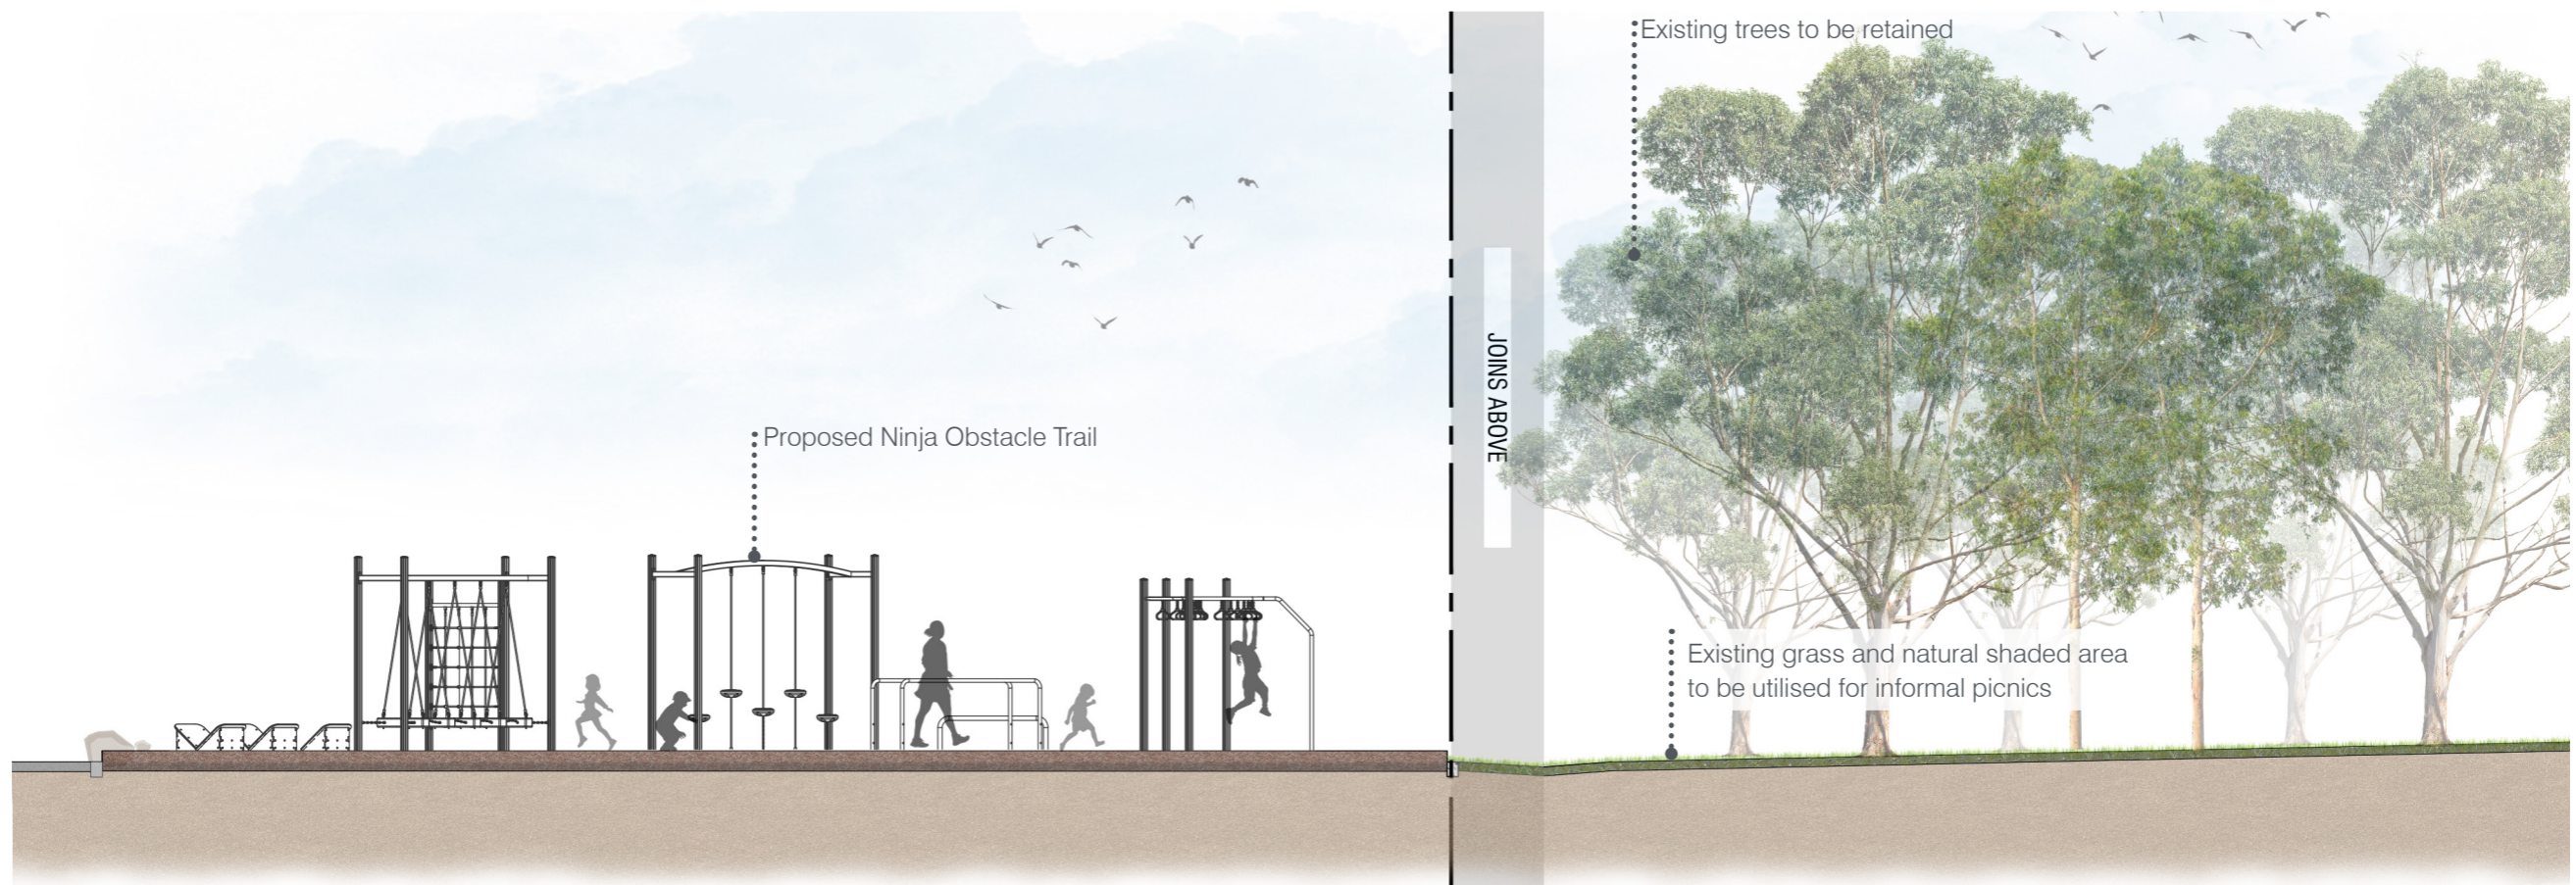 Existing trees to be retained
Proposed Ninja Obstacle Trail
JOINS ABOVE
Existing grass and natural shaded area
to be utilised for informal picnics